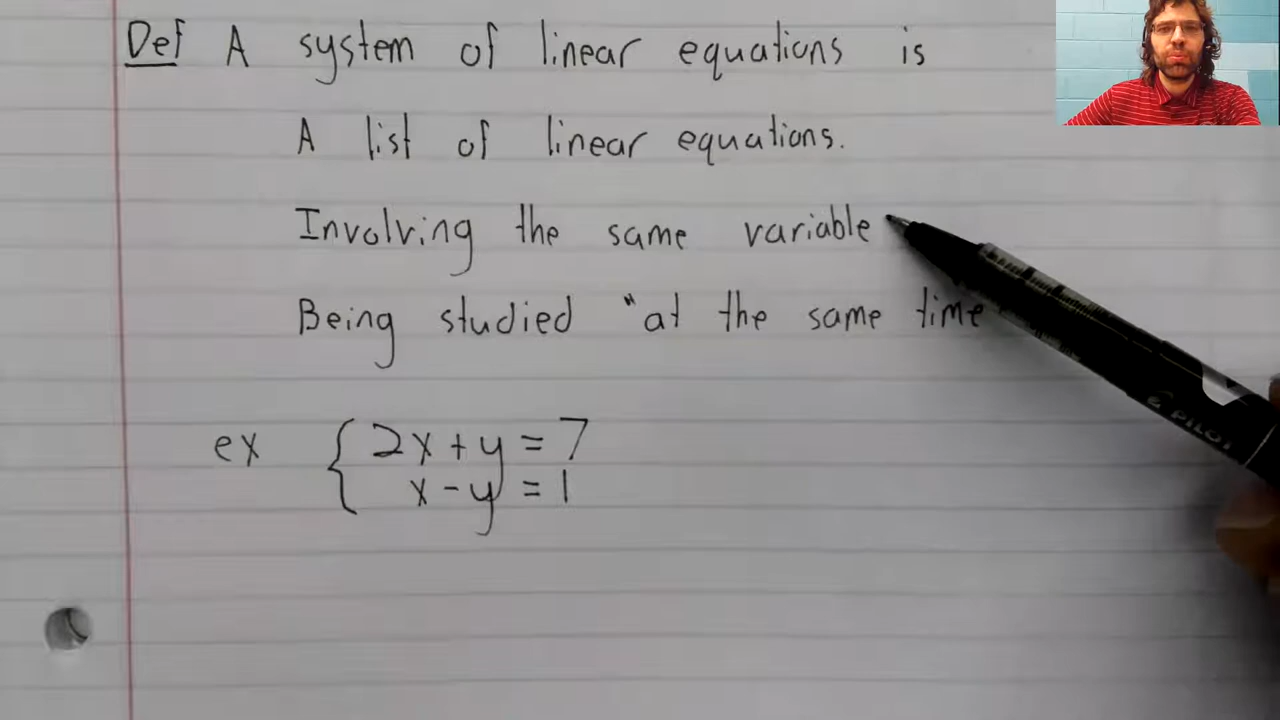 Def A system of linear equations is
A list of linear equations.
Involving the same variable
Being studied "at the same time
ex { 2x + y = 7
x - y = 1
PILOT